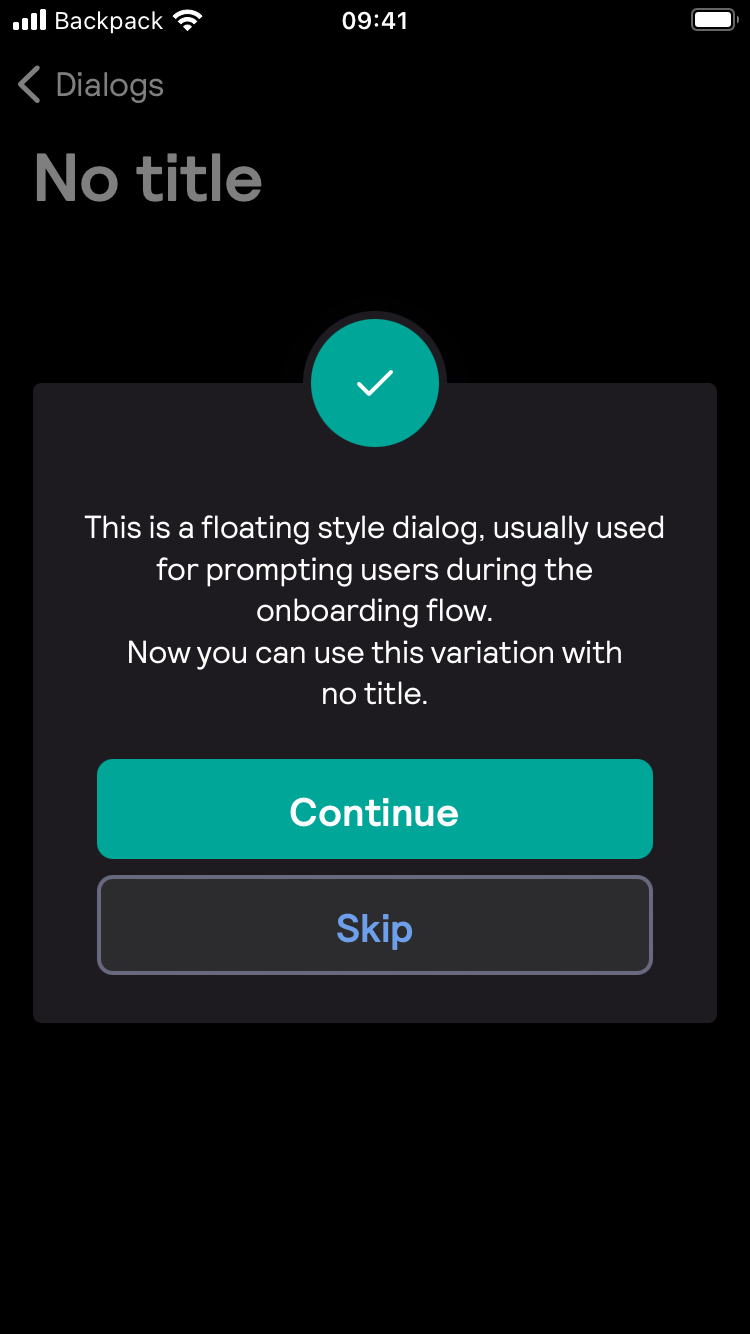 Backpack 09:41
Dialogs
No title
This is a floating style dialog, usually used
for prompting users during the
onboarding flow.
Now you can use this variation with
no title.
Continue
Skip